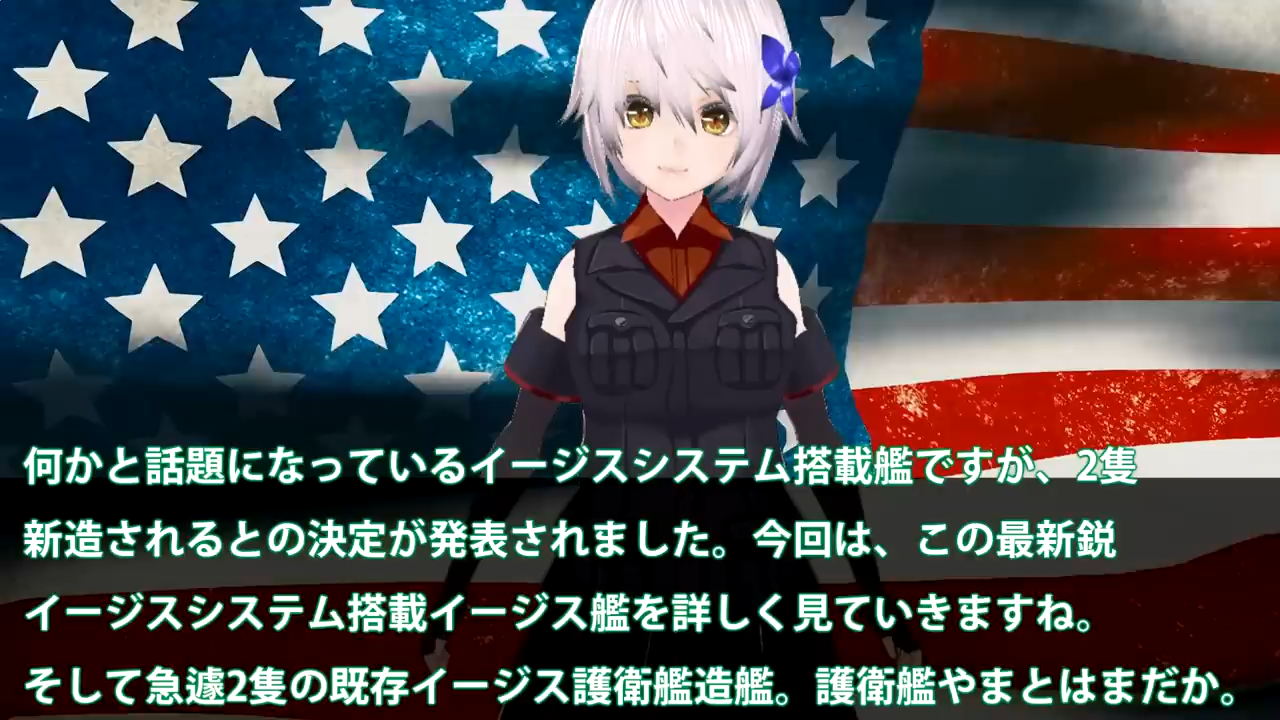 何かと話題になっているイージスシステム搭載艦ですが、2隻
新造されるとの決定が発表されました。今回は、この最新鋭
イージスシステム搭載イージス艦を詳しく見ていきますね。
そして急遽2隻の既存イージス護衛艦造艦。護衛艦やまとはまだか。